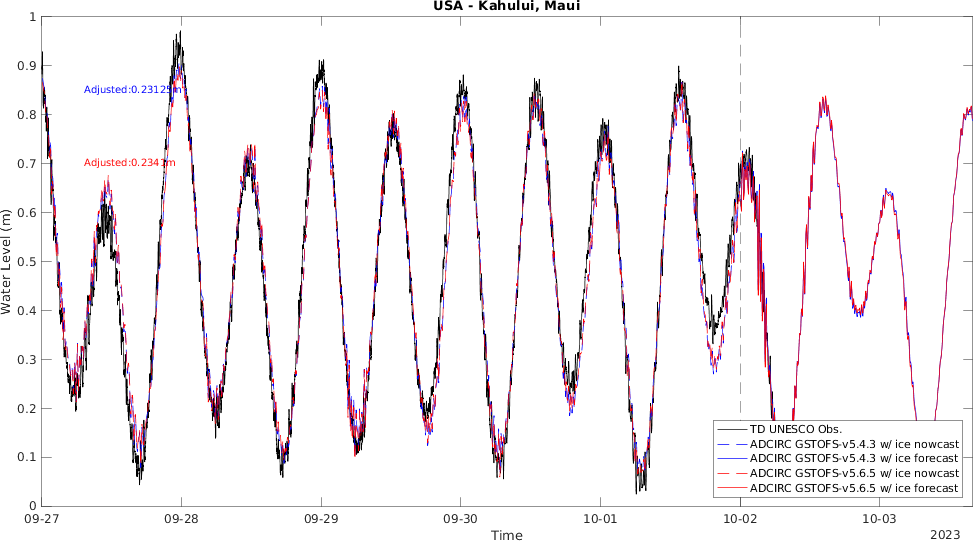 USA - Kahului, Maui
1
0.9
0.8
0.7
0.6
0.5
0.4
0.3
0.2
0.1
0
Water Level (m)
Adjusted:0.23125m
Adjusted:0.2341m
TD UNESCO Obs.
ADCIRC GSTOFS-v5.4.3 w/ ice nowcast
ADCIRC GSTOFS-v5.4.3 w/ ice forecast
ADCIRC GSTOFS-v5.6.5 w/ ice nowcast
ADCIRC GSTOFS-v5.6.5 w/ ice forecast
09-27 09-28 09-29 09-30 10-01 10-02 10-03
Time
2023